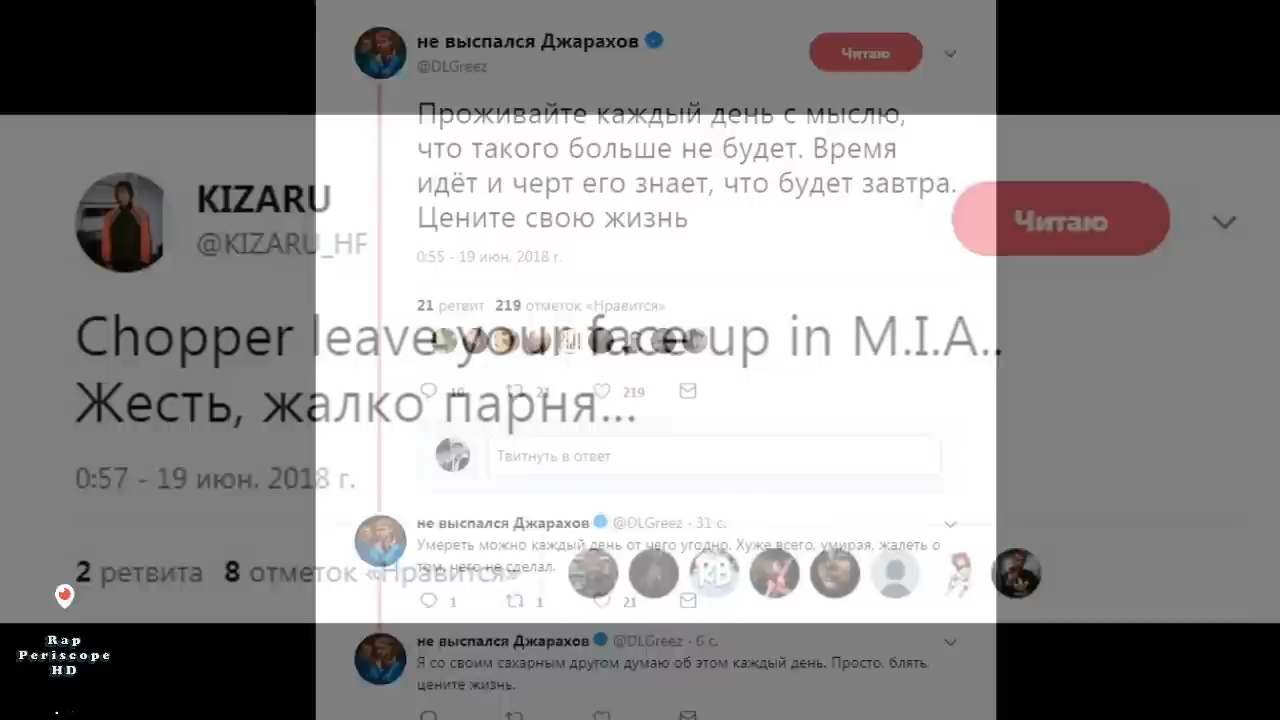 не выспался Джарахов
@DLGreez
Читаю
Проживайте каждый день с мыслю,
что такого больше не будет. Время
идёт и черт его знает, что будет завтра.
Цените свою жизнь
0:55 - 19 июн. 2018 г.
21 ретвит 219 отметок «Нравится»
21 219
Твитнуть в ответ
не выспался Джарахов @DLGreez · 31 с.
Умереть можно каждый день от чего угодно. Хуже всего, умирая, жалеть о
том, чего не сделал.
1 1 21
не выспался Джарахов @DLGreez · 6 с.
Я со своим сахарным другом думаю об этом каждый день. Просто, блять,
цените жизнь.
KIZARU
@KIZARU_HF
Читаю
Chopper leave your face up in M.I.A..
Жесть, жалко парня...
0:57 - 19 июн. 2018 г.
2 ретвита 8 отметок «Нравится»
RB
Rap
Periscope
HD